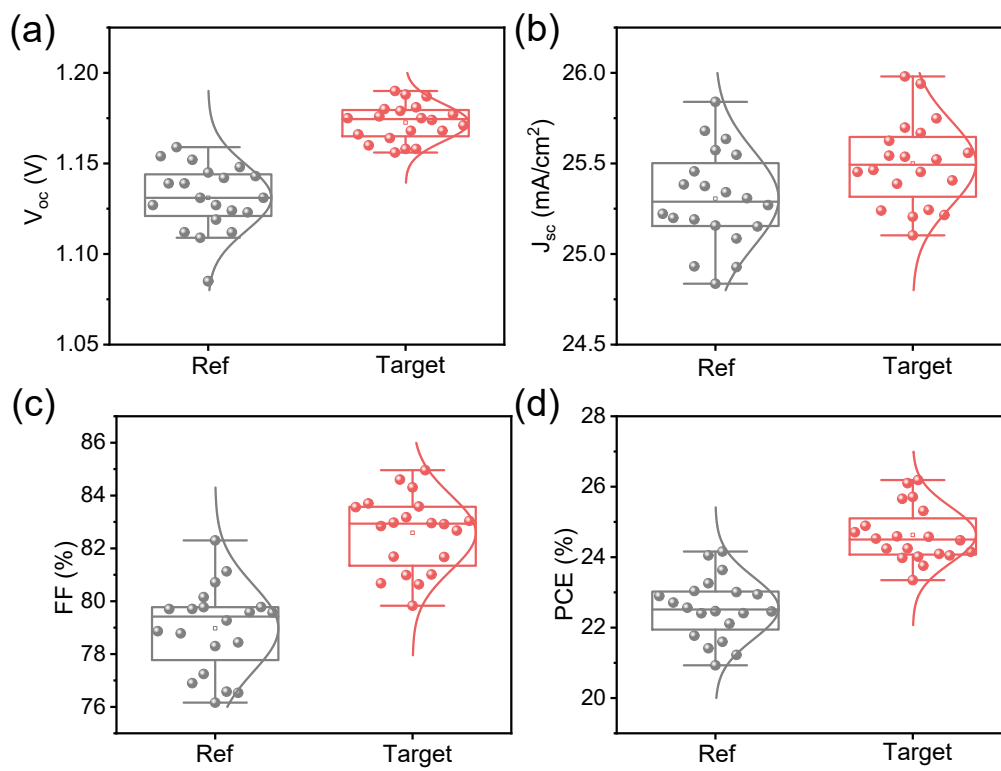 (a)
1.20
1.15
1.10
1.05
V_oc (V)
Ref
Target
(b)
26.0
25.5
25.0
24.5
J_sc (mA/cm²)
Ref
Target
(c)
86
84
82
80
78
76
FF (%)
Ref
Target
(d)
28
26
24
22
20
PCE (%)
Ref
Target